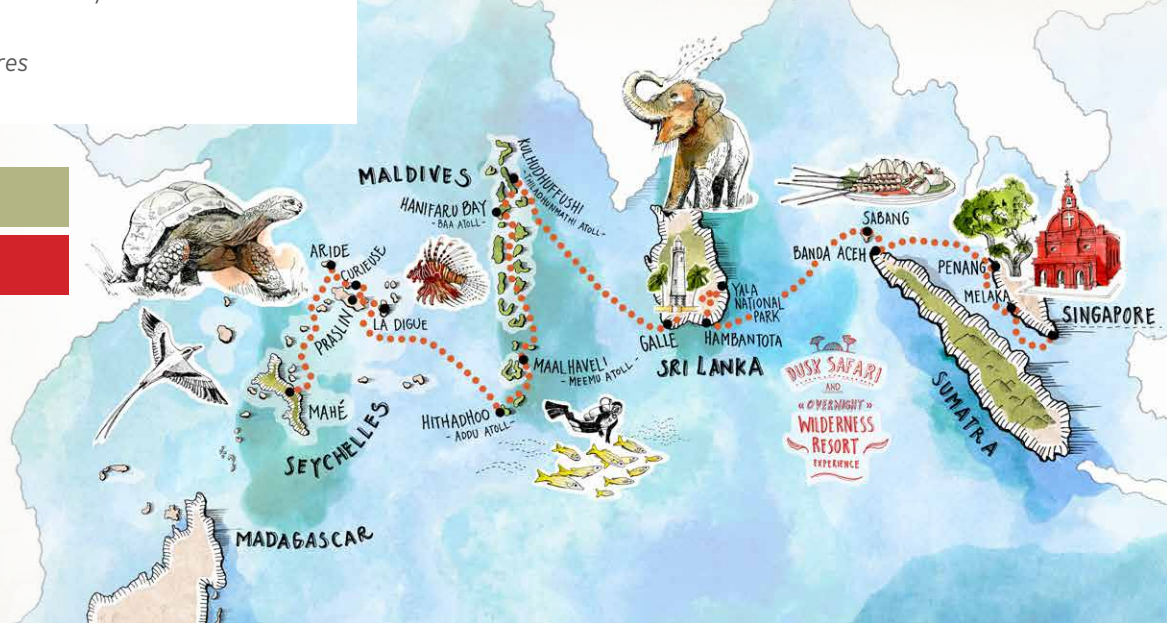 res
MALDIVES
KULHUDHUFFUSHI
- THILADHUNMATHI ATOLL -
HANIFARU BAY
- BAA ATOLL -
ARIDE
CURIEUSE
PRASLIN
LA DIGUE
MAHÉ
SEYCHELLES
MAALHAVELI
- MEEMU ATOLL -
HITHADHOO
- ADDU ATOLL -
MADAGASCAR
GALLE
YALA
NATIONAL
PARK
HAMBANTOTA
SRI LANKA
DUSK SAFARI
AND
« OVERNIGHT »
WILDERNESS
RESORT
EXPERIENCE
SABANG
BANDA ACEH
PENANG
MELAKA
SINGAPORE
SUMATRA